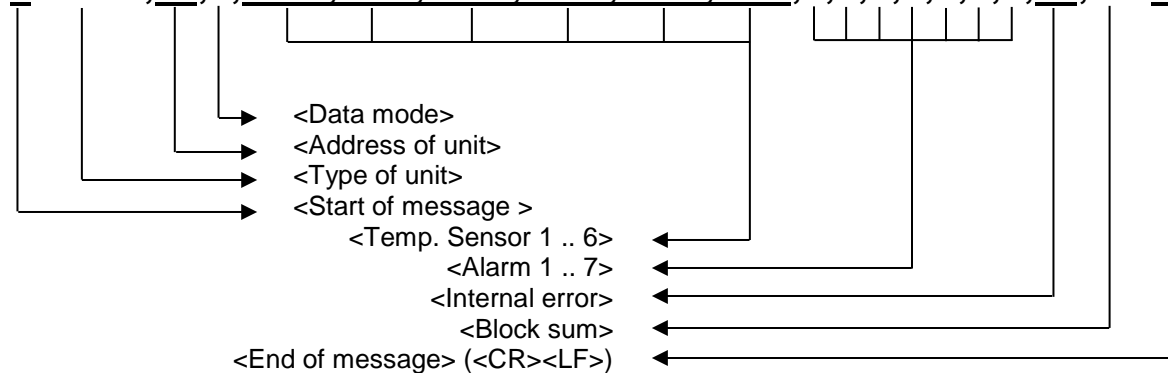 <Data mode>
<Address of unit>
<Type of unit>
<Start of message >
<Temp. Sensor 1 .. 6>
<Alarm 1 .. 7>
<Internal error>
<Block sum>
<End of message> (<CR><LF>)